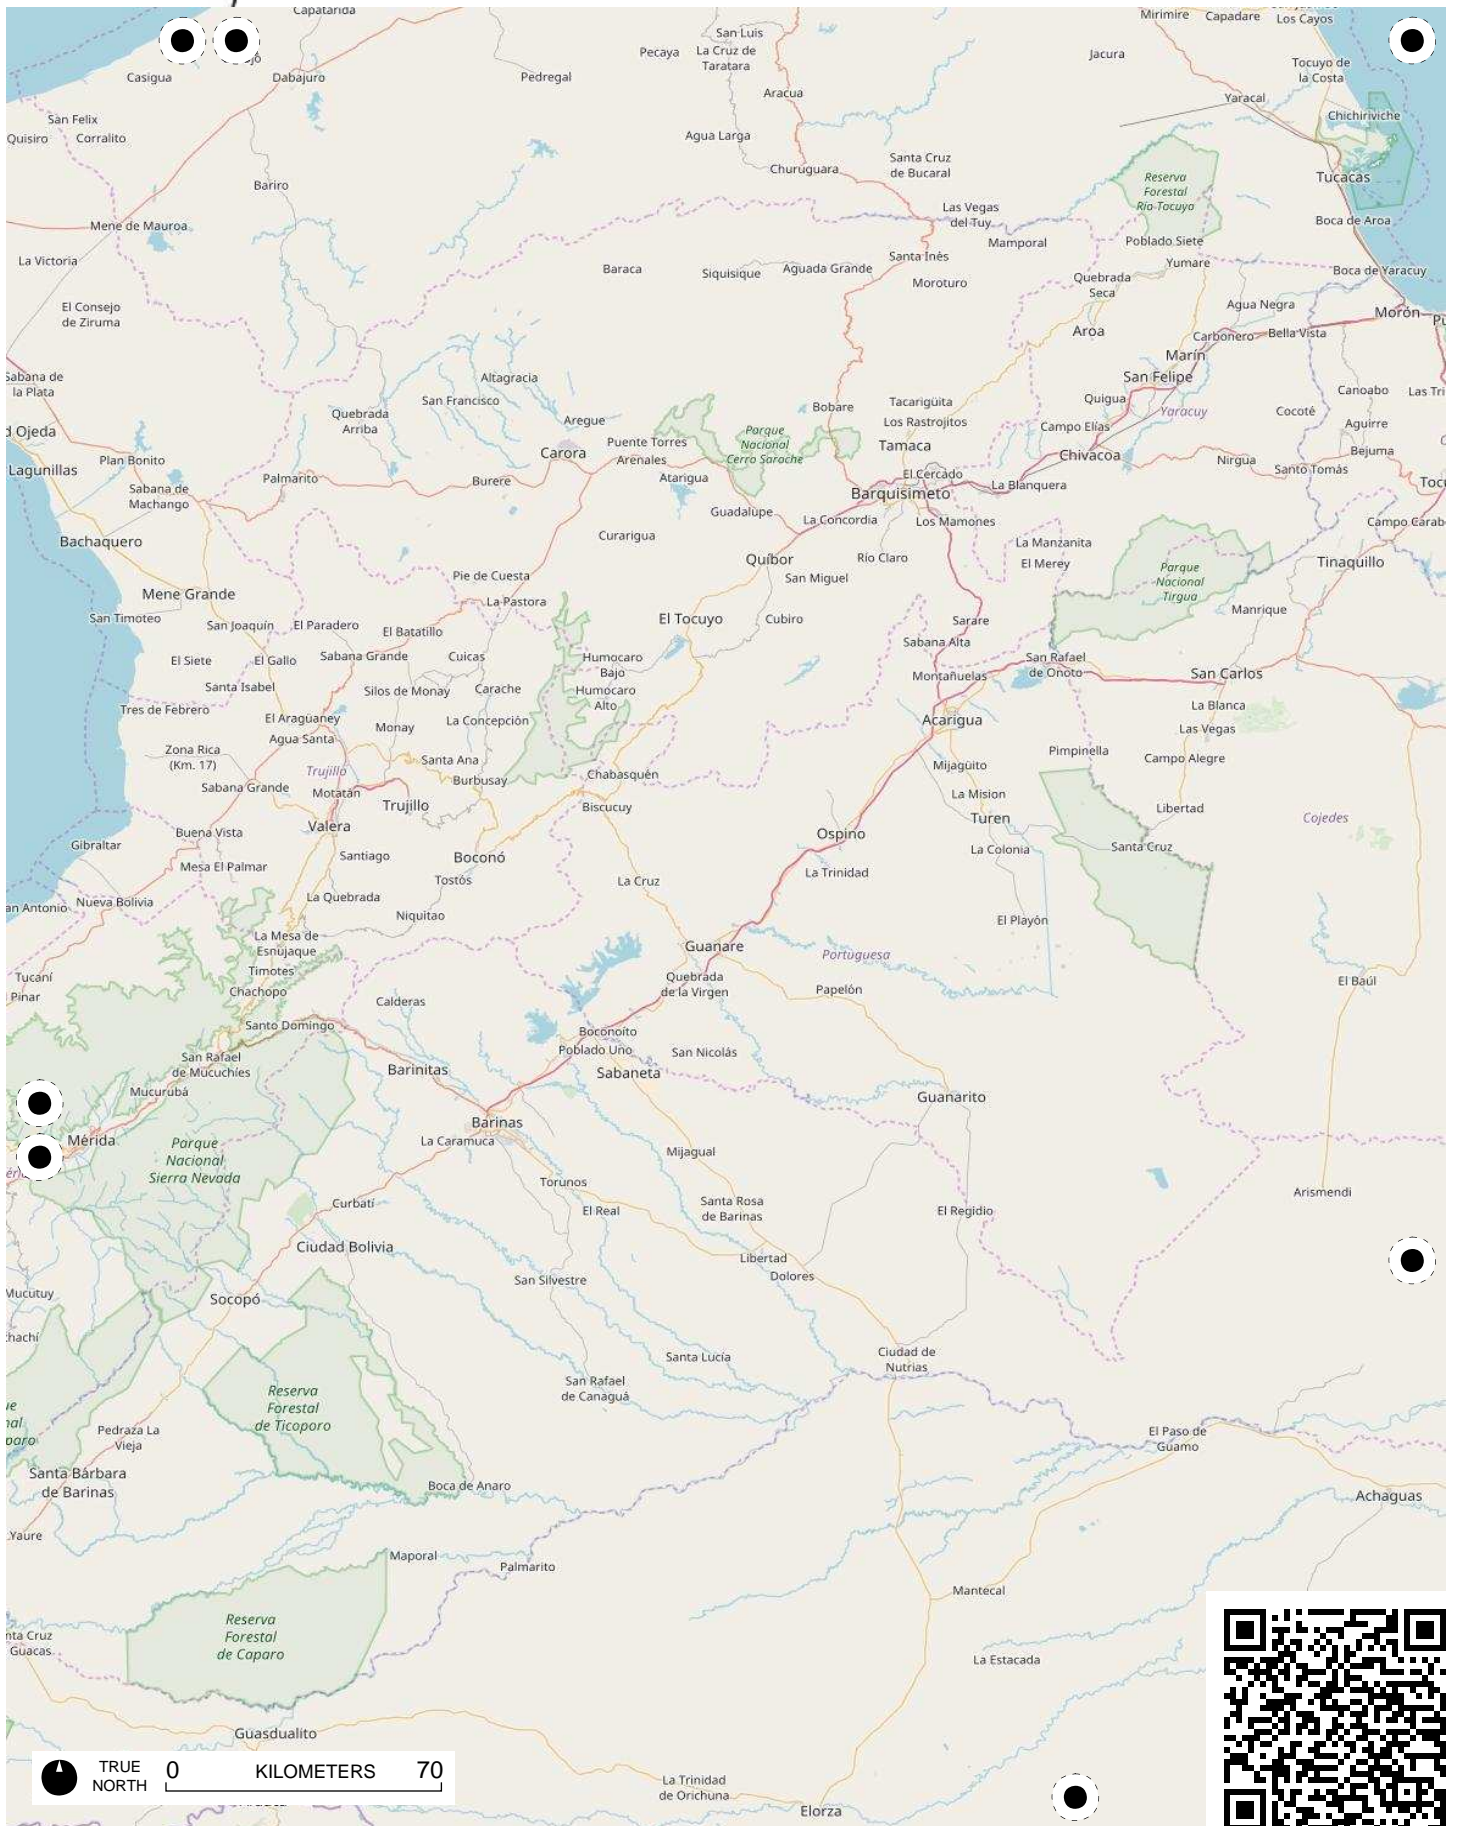 Capatárida
San Luis
Mirimire
Capadare
Los Cayos
Pecaya
La Cruz de
Taratara
Jacura
Casigua
Dabajuro
Pedregal
Tocuyo de
la Costa
Aracua
Yaracal
San Felix
Chichiriviche
Quisiro
Corralito
Agua Larga
Santa Cruz
de Bucaral
Churuguara
Reserva
Forestal
Río-Tocuyo
Tucacas
Bariro
Las Vegas
del Tuy
Mene de Mauroa
Boca de Aroa
Mamporal
Poblado Siete
La Victoria
Baraca
Siquisique
Aguada Grande
Santa Inés
Yumare
Boca de Yaracuy
Moroturo
Quebrada
Seca
El Consejo
de Ziruma
Agua Negra
Morón
Aroa
Carbonero
Bella Vista
Marín
Sabana de
la Plata
Altagracia
San Felipe
Canoabo
San Francisco
Quigua
Yaracuy
Cocoté
Quebrada
Arriba
Aregue
Bobare
Tacarigüita
Los Rastrojitos
Campo Elías
Aguirre
Parque
Nacional
Cerro Sarache
Puente Torres
Tamaca
Carora
Arenales
Chivacoa
Bejuma
Lagunillas
Plan Bonito
Nirgua
Santo Tomás
Atarigua
El Cercado
Palmarito
Burere
La Blanquera
Sabana de
Machango
Barquisimeto
Guadalupe
La Concordia
Los Mamones
Bachaquero
Curarigua
La Manzanita
Quíbor
Río Claro
El Merey
Tinaquillo
Parque
Nacional
Tirgua
Pie de Cuesta
San Miguel
Mene Grande
La Pastora
Manrique
San Timoteo
San Joaquín
El Paradero
El Batatillo
El Tocuyo
Cubiro
Sarare
Sabana Alta
El Siete
El Gallo
Sabana Grande
Cuicas
Humocaro
Bajo
San Rafael
de Onoto
Santa Isabel
Silos de Monay
Carache
Humocaro
Alto
Montañuelas
San Carlos
Tres de Febrero
El Aragüaney
Monay
La Concepción
Acarigua
La Blanca
Las Vegas
Agua Santa
Zona Rica
(Km. 17)
Trujillo
Santa Ana
Chabasquén
Mijagüito
Pimpinella
Campo Alegre
Sabana Grande
Motatán
Burbusay
Trujillo
Biscucuy
La Mision
Libertad
Buena Vista
Valera
Ospino
Turen
Cojedes
Gibraltar
Santiago
Boconó
La Colonia
Santa Cruz
Mesa El Palmar
Tostós
La Cruz
La Trinidad
Nueva Bolivia
La Quebrada
Niquitao
El Playón
La Mesa de
Esnujaque
Guanare
Portuguesa
Tucaní
Timotes
Quebrada
de la Virgen
El Baúl
Pinar
Chachopo
Calderas
Papelón
Santo Domingo
Boconoíto
San Rafael
de Mucuchíes
Poblado Uno
San Nicolás
Barinitas
Sabaneta
Mucurubá
Guanarito
Barinas
Mérida
La Caramuca
Parque
Nacional
Sierra Nevada
Mijagual
Torunos
Santa Rosa
de Barinas
Arismendi
Curbatí
El Real
El Regidio
Ciudad Bolivia
Libertad
San Silvestre
Dolores
Mucutuy
Socopó
Santa Lucía
Ciudad de
Nutrias
San Rafael
de Canaguá
Reserva
Forestal
de Ticoporo
Pedraza La
Vieja
El Paso de
Guamo
Santa Bárbara
de Barinas
Boca de Anaro
Achaguas
Yaure
Maporal
Palmarito
Mantecal
Reserva
Forestal
de Caparo
Guacas
La Estacada
Guasdualito
TRUE
NORTH
0 KILOMETERS 70
La Trinidad
de Orichuna
Elorza